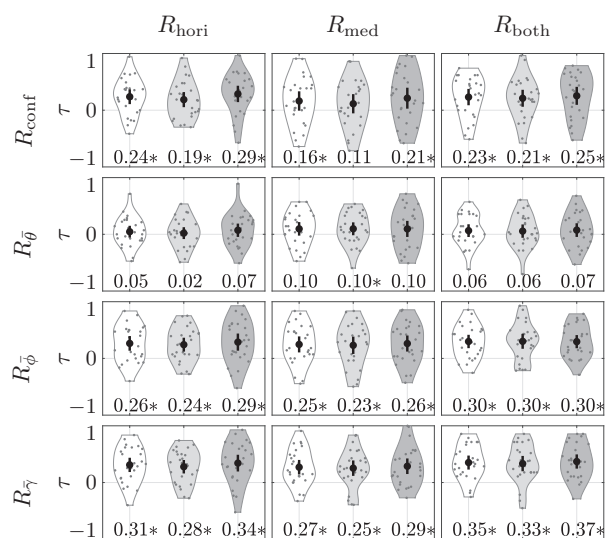 R_hori R_med R_both
R_conf τ 1 0 −1
0.24* 0.19* 0.29* 0.16* 0.11 0.21* 0.23* 0.21* 0.25*
R_θ̄ τ 1 0 −1
0.05 0.02 0.07 0.10 0.10* 0.10 0.06 0.06 0.07
R_φ̄ τ 1 0 −1
0.26* 0.24* 0.29* 0.25* 0.23* 0.26* 0.30* 0.30* 0.30*
R_γ̄ τ 1 0 −1
0.31* 0.28* 0.34* 0.27* 0.25* 0.29* 0.35* 0.33* 0.37*